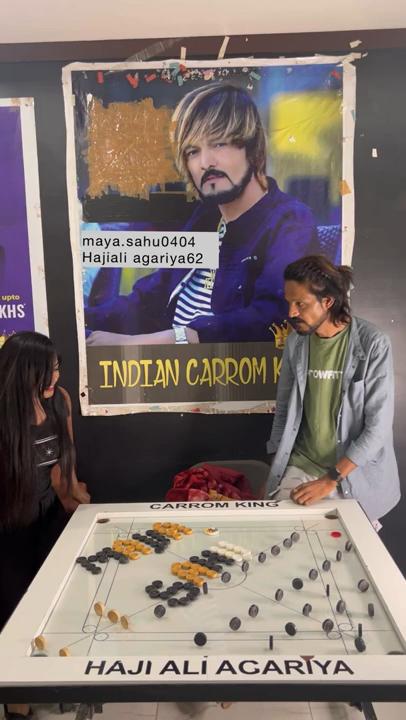 maya.sahu0404
Hajiali agariya62
upto
KHS
INDIAN CARROM K
CARROM KING
HAJI ALI AGARIYA